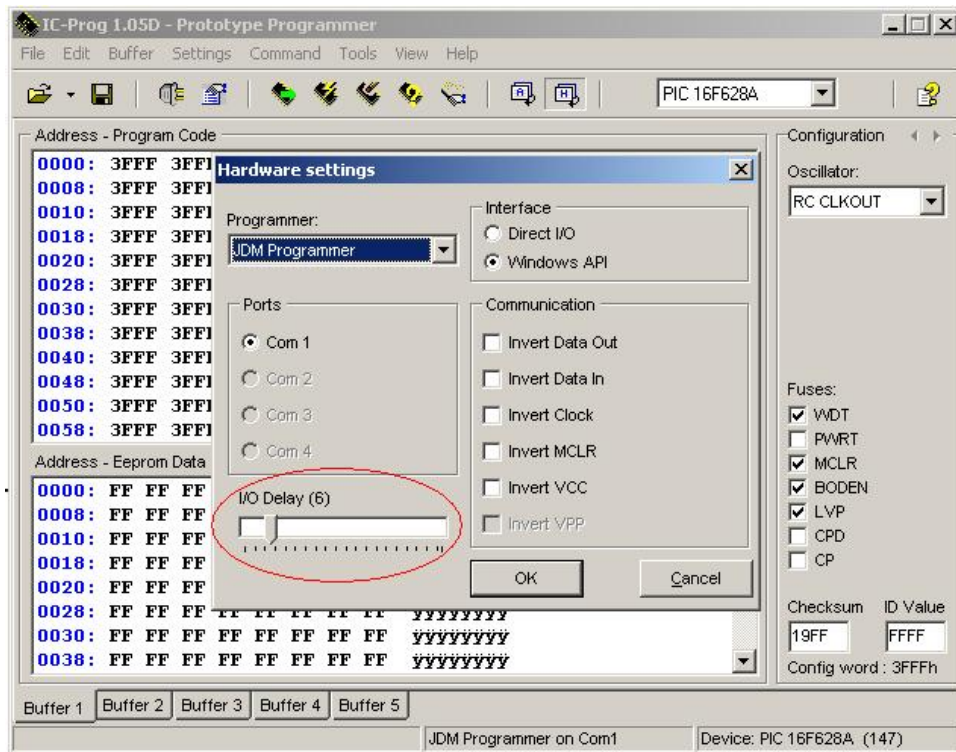 IC-Prog 1.05D - Prototype Programmer
File Edit Buffer Settings Command Tools View Help
PIC 16F628A
Address - Program Code
0000: 3FFF
0008: 3FFF
0010: 3FFF
0018: 3FFF
0020: 3FFF
0028: 3FFF
0030: 3FFF
0038: 3FFF
0040: 3FFF
0048: 3FFF
0050: 3FFF
0058: 3FFF
Address - Eeprom Data
0000: FF FF FF
0008: FF FF FF
0010: FF FF FF
0018: FF FF FF
0020: FF FF FF
0028: FF FF FF FF FF FF FF FF ÿÿÿÿÿÿÿÿ
0030: FF FF FF FF FF FF FF FF ÿÿÿÿÿÿÿÿ
0038: FF FF FF FF FF FF FF FF ÿÿÿÿÿÿÿÿ
Hardware settings
Programmer:
JDM Programmer
Ports
Com 1
Com 2
Com 3
Com 4
I/O Delay (6)
Interface
Direct I/O
Windows API
Communication
Invert Data Out
Invert Data In
Invert Clock
Invert MCLR
Invert VCC
Invert VPP
OK
Cancel
Configuration
Oscillator:
RC CLKOUT
Fuses:
WDT
PWRT
MCLR
BODEN
LVP
CPD
CP
Checksum ID Value
19FF FFFF
Config word : 3FFFh
Buffer 1 Buffer 2 Buffer 3 Buffer 4 Buffer 5
JDM Programmer on Com1 Device: PIC 16F628A (147)